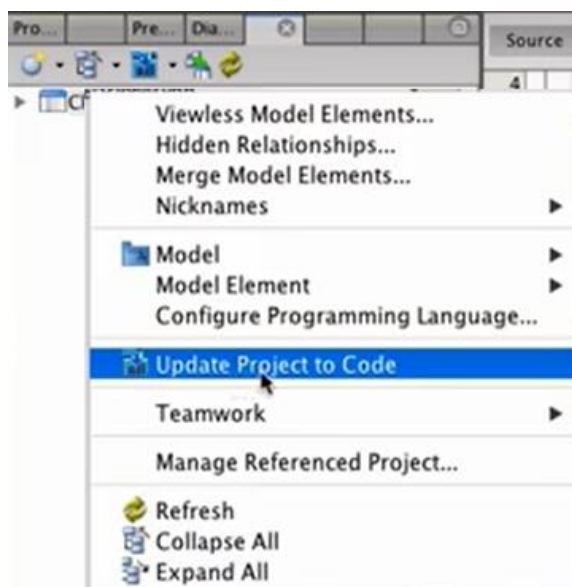 Pro... Pre... Dia...
Source
4
Viewless Model Elements...
Hidden Relationships...
Merge Model Elements...
Nicknames
Model
Model Element
Configure Programming Language...
Update Project to Code
Teamwork
Manage Referenced Project...
Refresh
Collapse All
Expand All